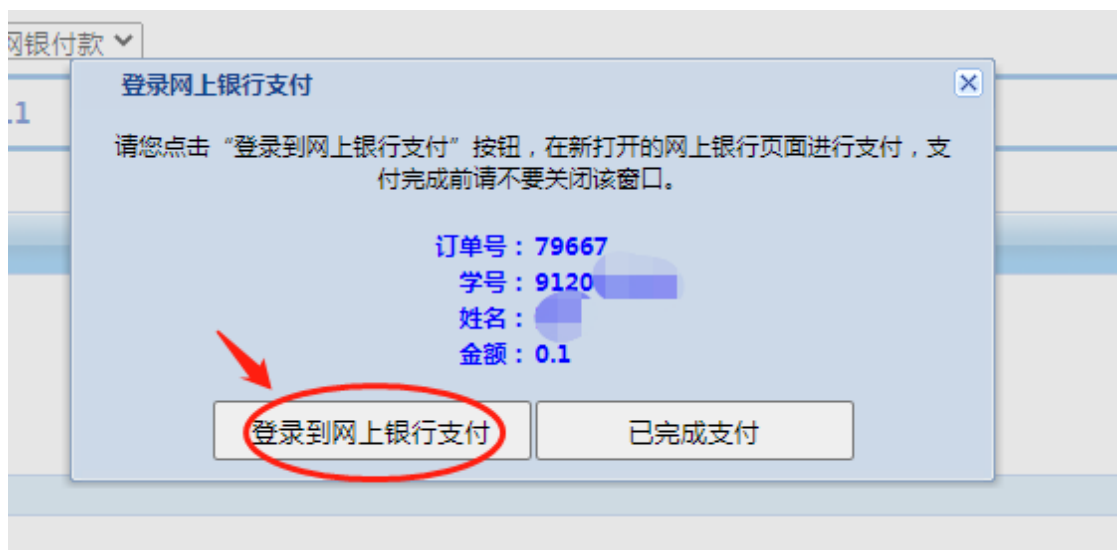 网银付款
登录网上银行支付
.1
请您点击“登录到网上银行支付”按钮，在新打开的网上银行页面进行支付，支
付完成前请不要关闭该窗口。
订单号：79667
学号：9120
姓名：
金额：0.1
登录到网上银行支付
已完成支付